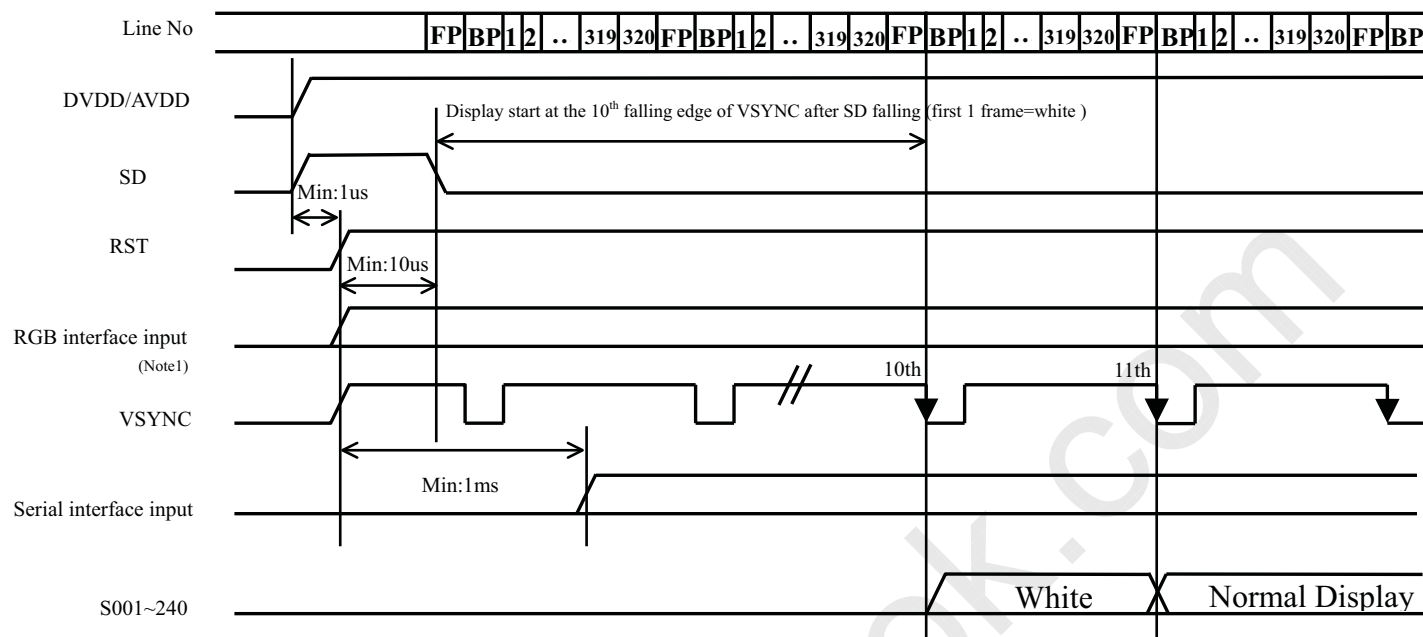 Line No FP BP 1 2 .. 319 320 FP BP 1 2 .. 319 320 FP BP 1 2 .. 319 320 FP BP 1 2 .. 319 320 FP BP
DVDD/AVDD
Display start at the 10th falling edge of VSYNC after SD falling (first 1 frame=white )
SD
Min:1us
RST
Min:10us
RGB interface input
(Note1)
10th 11th
VSYNC
Min:1ms
Serial interface input
S001~240 White Normal Display
ok.com